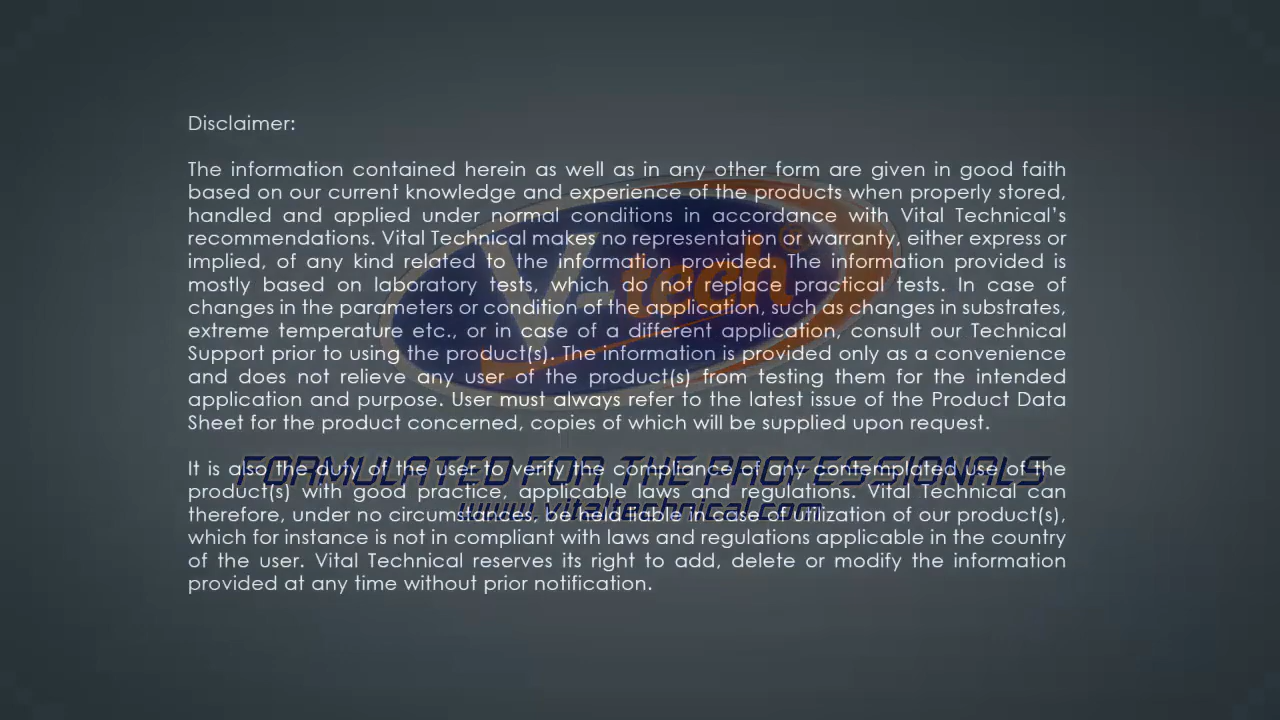 Disclaimer:
The information contained herein as well as in any other form are given in good faith
based on our current knowledge and experience of the products when properly stored,
handled and applied under normal conditions in accordance with Vital Technical's
recommendations. Vital Technical makes no representation or warranty, either express or
implied, of any kind related to the information provided. The information provided is
mostly based on laboratory tests, which do not replace practical tests. In case of
changes in the parameters or condition of the application, such as changes in substrates,
extreme temperature etc., or in case of a different application, consult our Technical
Support prior to using the product(s). The information is provided only as a convenience
and does not relieve any user of the product(s) from testing them for the intended
application and purpose. User must always refer to the latest issue of the Product Data
Sheet for the product concerned, copies of which will be supplied upon request.
It is also the duty of the user to verify the compliance of any contemplated use of the
product(s) with good practice, applicable laws and regulations. Vital Technical can
therefore, under no circumstances, be held liable in case of utilization of our product(s),
which for instance is not in compliant with laws and regulations applicable in the country
of the user. Vital Technical reserves its right to add, delete or modify the information
provided at any time without prior notification.
V-tech®
FORMULATED FOR THE PROFESSIONALS
www.vitaltechnical.com